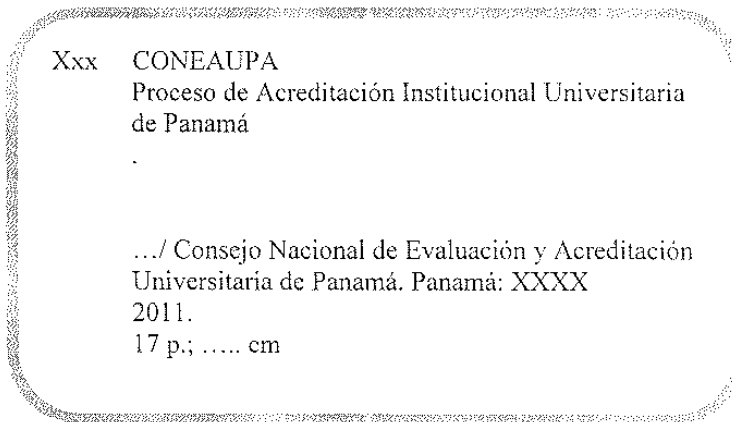 Xxx CONEAUPA
Proceso de Acreditación Institucional Universitaria
de Panamá
.
.../ Consejo Nacional de Evaluación y Acreditación
Universitaria de Panamá. Panamá: XXXX
2011.
17 p.; ..... cm